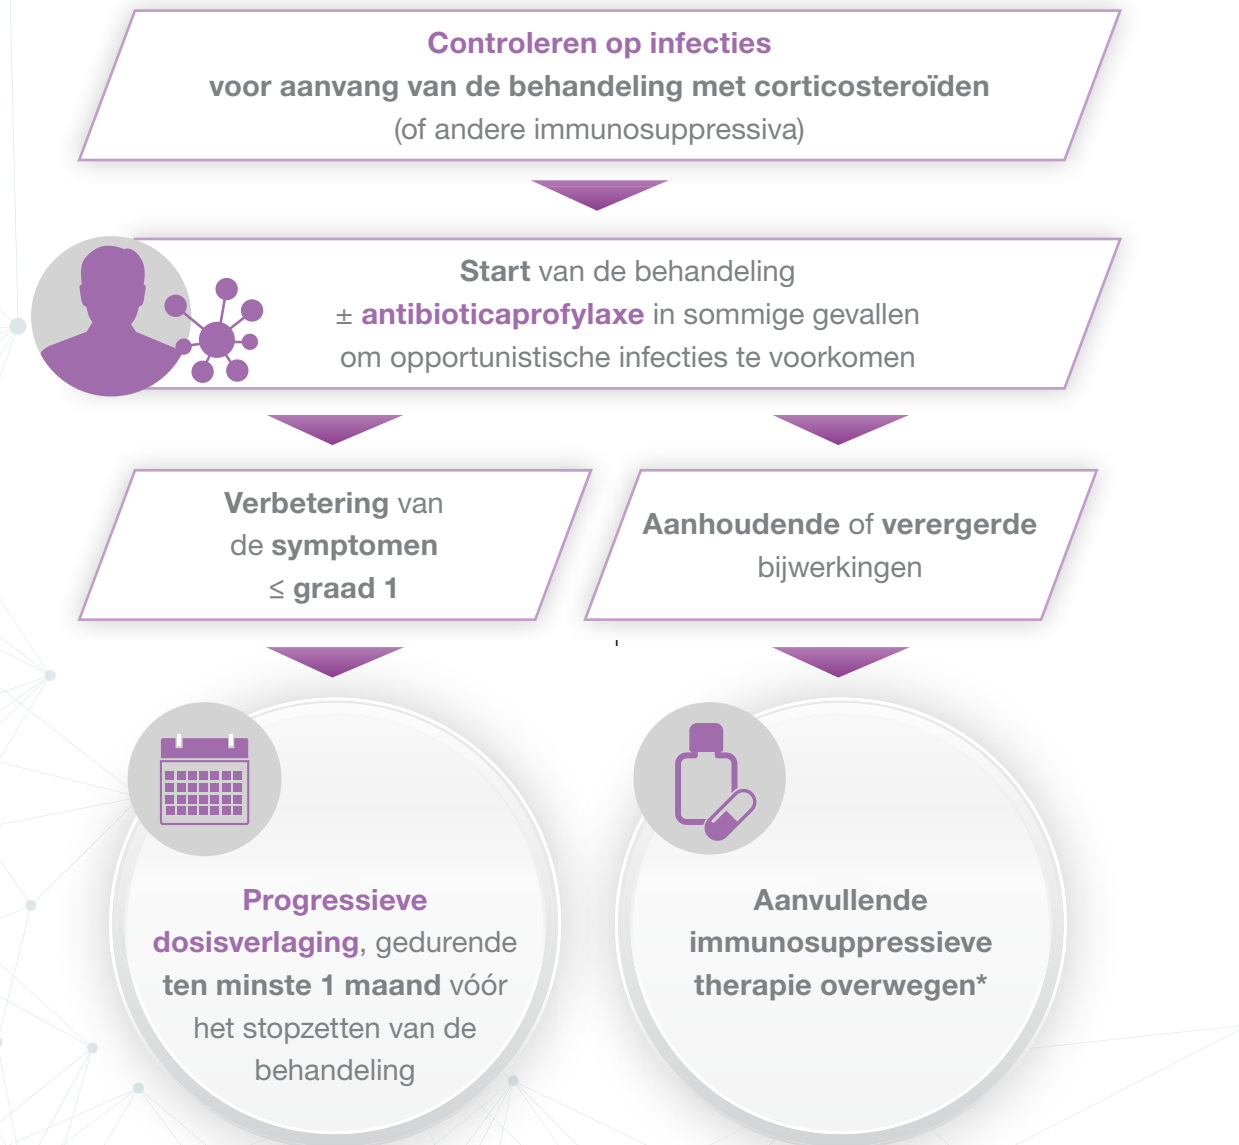 Controleren op infecties
voor aanvang van de behandeling met corticosteroïden
(of andere immunosuppressiva)
Start van de behandeling
± antibioticaprofylaxe in sommige gevallen
om opportunistische infecties te voorkomen
Verbetering van
de symptomen
≤ graad 1
Aanhoudende of verergerde
bijwerkingen
Progressieve
dosisverlaging, gedurende
ten minste 1 maand vóór
het stopzetten van de
behandeling
Aanvullende
immunosuppressieve
therapie overwegen*